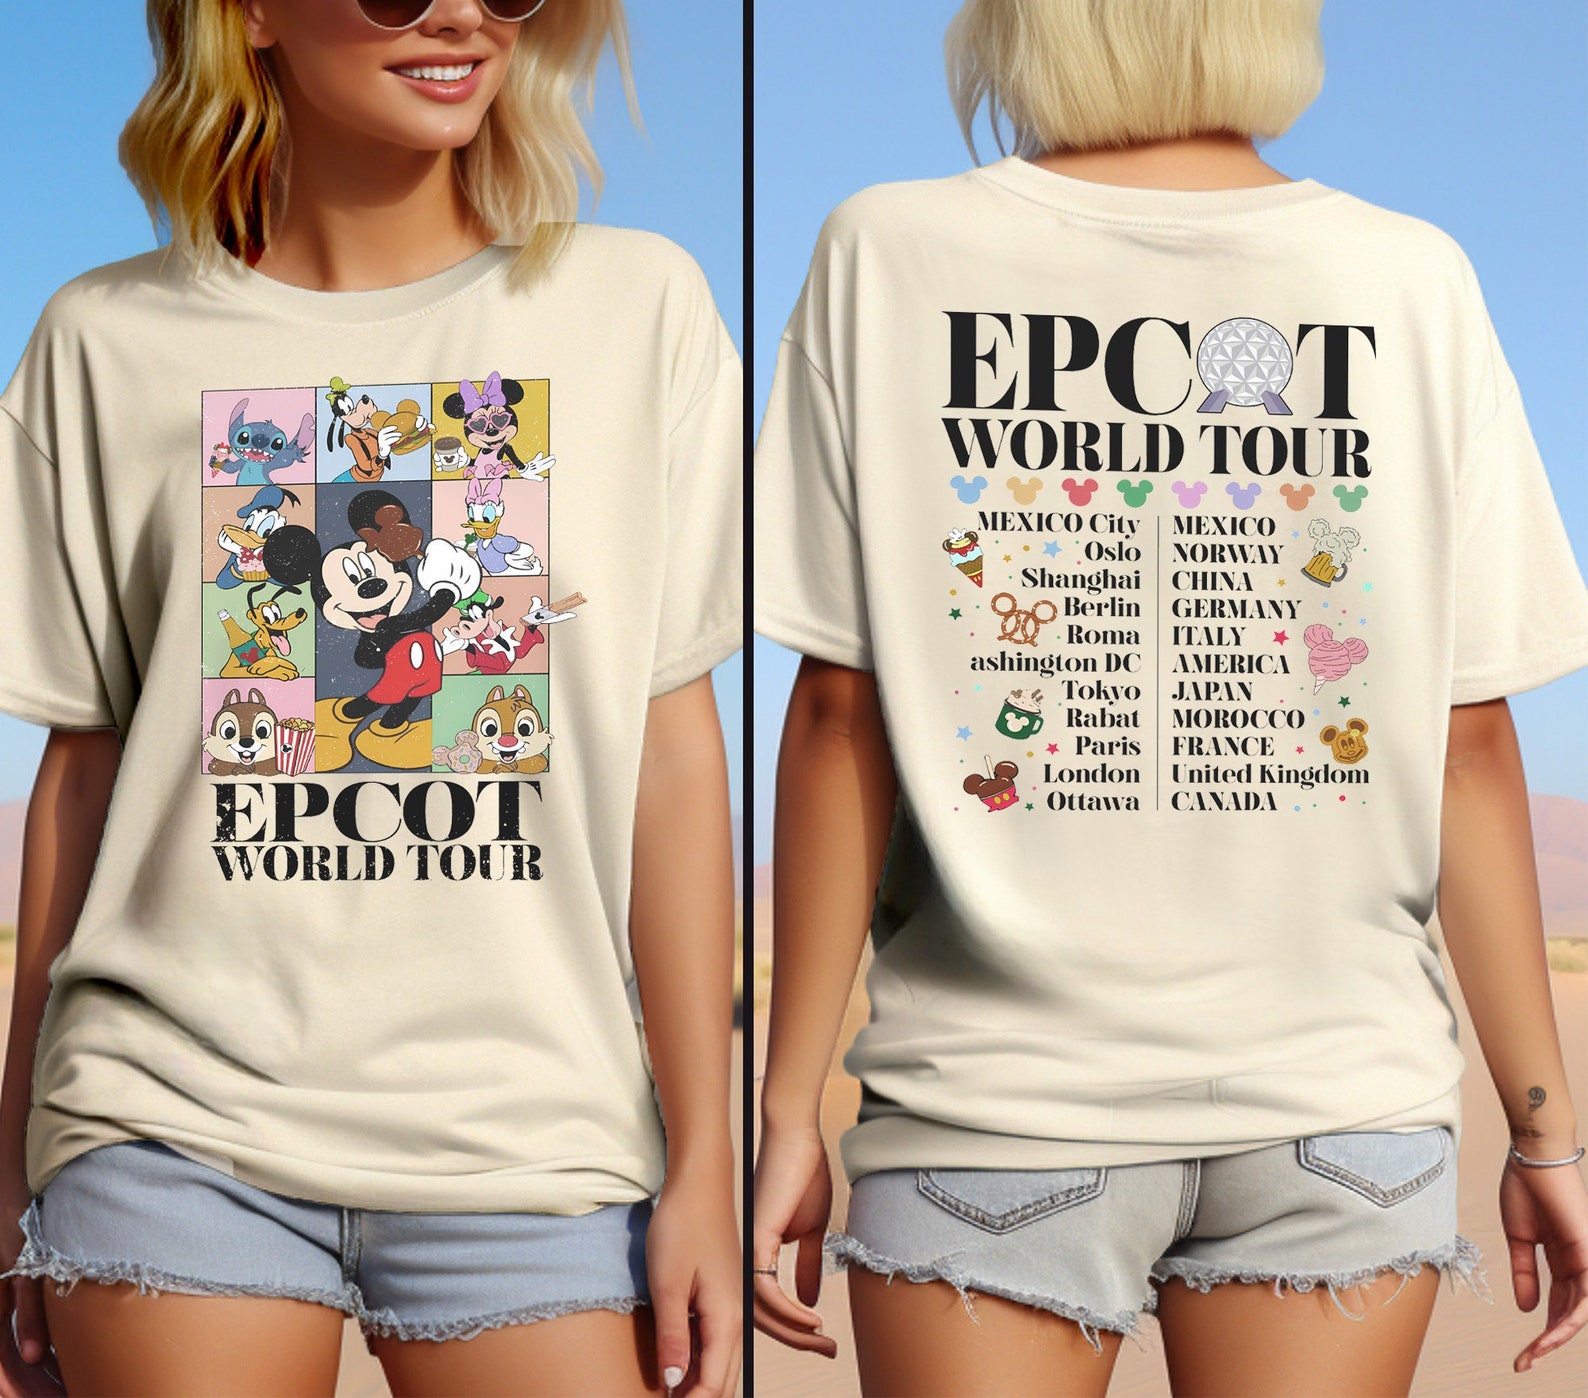 EPCOT
WORLD TOUR
EPCOT
WORLD TOUR
MEXICO City | MEXICO
Oslo | NORWAY
Shanghai | CHINA
Berlin | GERMANY
Roma | ITALY
ashington DC | AMERICA
Tokyo | JAPAN
Rabat | MOROCCO
Paris | FRANCE
London | United Kingdom
Ottawa | CANADA